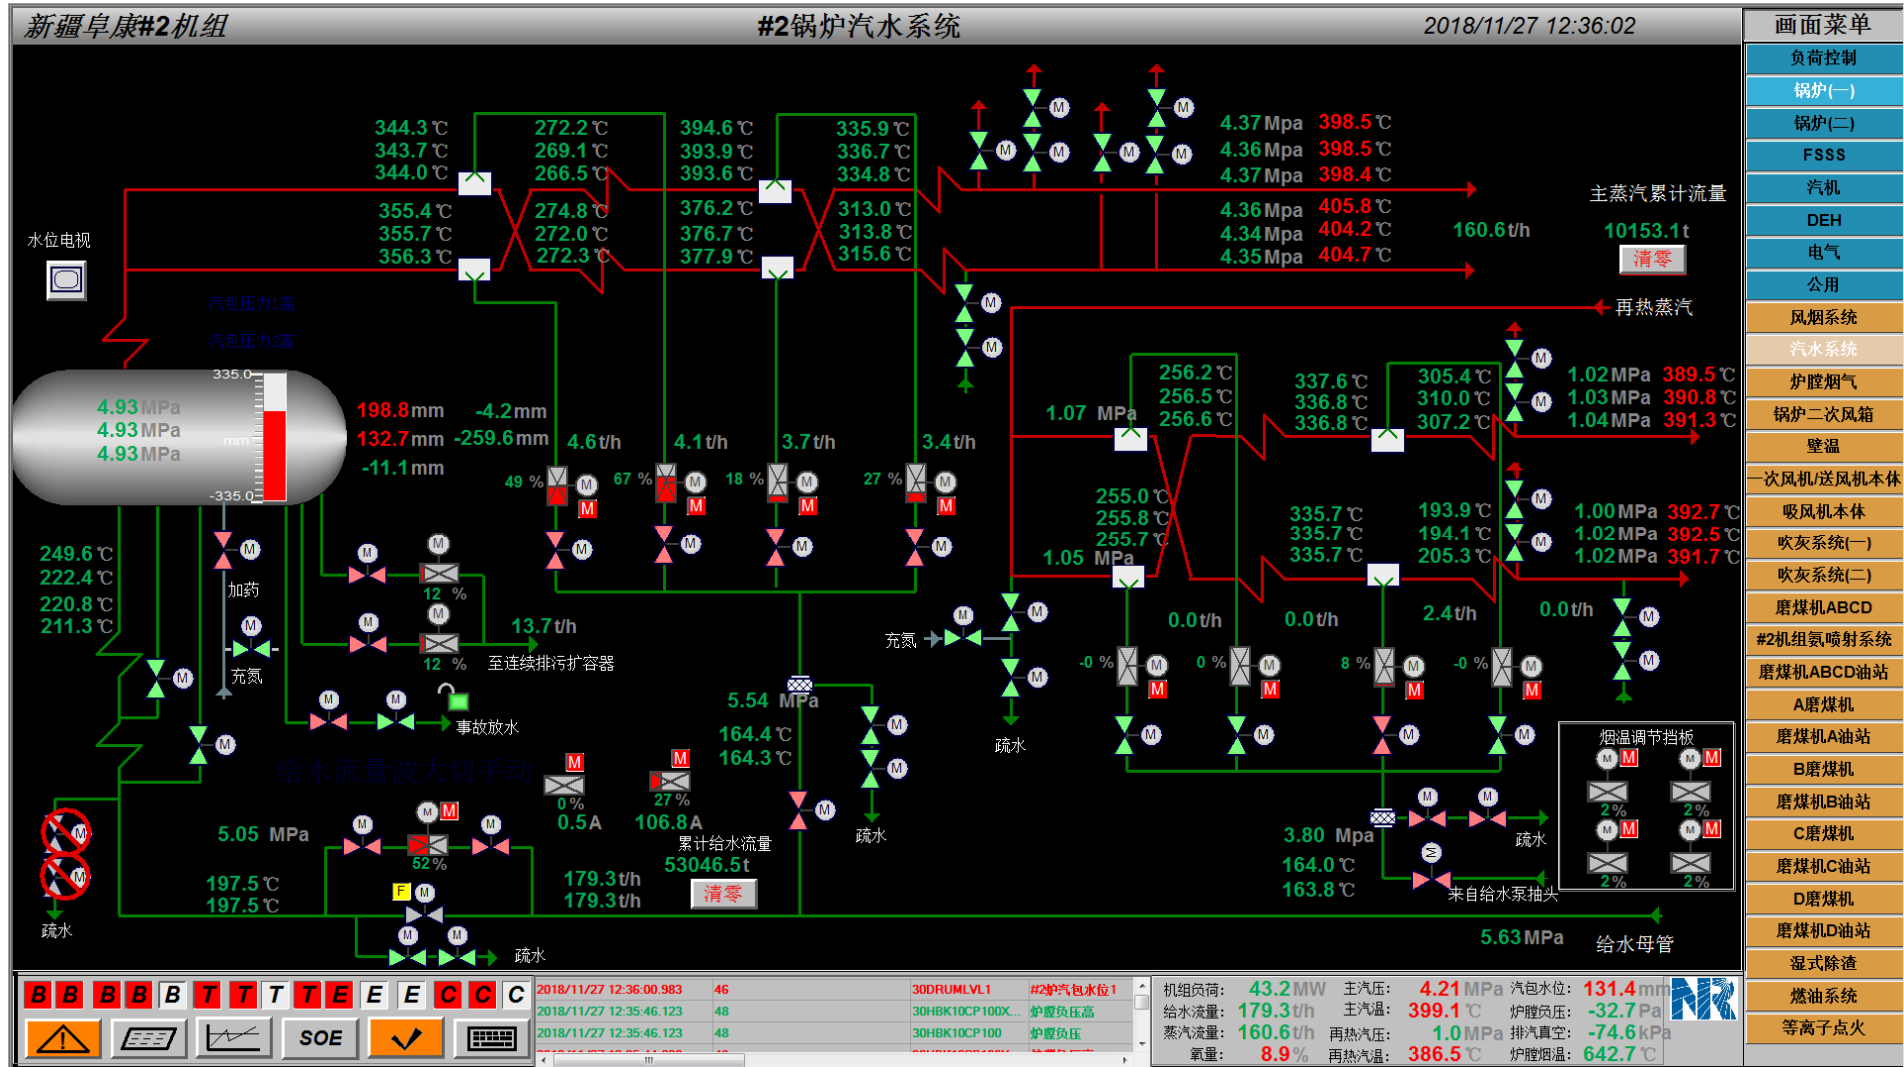 新疆阜康#2机组
#2锅炉汽水系统
2018/11/27 12:36:02
画面菜单
负荷控制
锅炉(一)
锅炉(二)
FSSS
汽机
DEH
电气
公用
风烟系统
汽水系统
炉膛烟气
锅炉二次风箱
壁温
一次风机/送风机本体
吸风机本体
吹灰系统(一)
吹灰系统(二)
磨煤机ABCD
#2机组氨喷射系统
磨煤机ABCD油站
A磨煤机
磨煤机A油站
B磨煤机
磨煤机B油站
C磨煤机
磨煤机C油站
D磨煤机
磨煤机D油站
湿式除渣
燃油系统
等离子点火
344.3℃ 272.2℃ 394.6℃ 335.9℃
343.7℃ 269.1℃ 393.9℃ 336.7℃
344.0℃ 266.5℃ 393.6℃ 334.8℃
4.37Mpa 398.5℃
4.36Mpa 398.5℃
4.37Mpa 398.4℃
355.4℃ 274.8℃ 376.2℃ 313.0℃
355.7℃ 272.0℃ 376.7℃ 313.8℃
356.3℃ 272.3℃ 377.9℃ 315.6℃
4.36Mpa 405.8℃
4.34Mpa 404.2℃
4.35Mpa 404.7℃
160.6t/h
主蒸汽累计流量
10153.1t
清零
水位电视
汽包压力1高
汽包压力2高
再热蒸汽
335.0
4.93MPa
4.93MPa
4.93MPa
mm
-335.0
198.8mm -4.2mm
132.7mm -259.6mm
-11.1mm
4.6t/h 4.1t/h 3.7t/h 3.4t/h
49% 67% 18% 27%
1.07 MPa
256.2℃
256.5℃
256.6℃
337.6℃
336.8℃
336.8℃
305.4℃
310.0℃
307.2℃
1.02MPa 389.5℃
1.03MPa 390.8℃
1.04MPa 391.3℃
255.0℃
255.8℃
255.7℃
1.05 MPa
335.7℃
335.7℃
335.7℃
193.9℃
194.1℃
205.3℃
1.00MPa 392.7℃
1.02MPa 392.5℃
1.02MPa 391.7℃
0.0t/h 0.0t/h 2.4t/h 0.0t/h
-0% 0% 8% -0%
249.6℃
222.4℃
220.8℃
211.3℃
加药
充氮
12 %
12 %
13.7t/h
至连续排污扩容器
事故放水
给水流量波大切手动
充氮
疏水
5.54 MPa
164.4℃
164.3℃
疏水
0%
0.5A
27%
106.8A
累计给水流量
53046.5t
清零
5.05 MPa
52%
197.5℃
197.5℃
F
179.3t/h
179.3t/h
疏水
疏水
3.80 Mpa
164.0℃
163.8℃
疏水
来自给水泵抽头
烟温调节挡板
2% 2%
2% 2%
5.63MPa
给水母管
B B B B B T T T T E E E C C C
SOE
2018/11/27 12:36:00.983 46 30DRUMLVL1 #2炉汽包水位1
2018/11/27 12:35:46.123 48 30HBK10CP100X... 炉膛负压高
2018/11/27 12:35:46.123 48 30HBK10CP100 炉膛负压
机组负荷: 43.2MW 主汽压: 4.21MPa 汽包水位: 131.4mm
给水流量: 179.3t/h 主汽温: 399.1℃ 炉膛负压: -32.7Pa
蒸汽流量: 160.6t/h 再热汽压: 1.0MPa 排汽真空: -74.6kPa
氧量: 8.9% 再热汽温: 386.5℃ 炉膛烟温: 642.7℃
NR